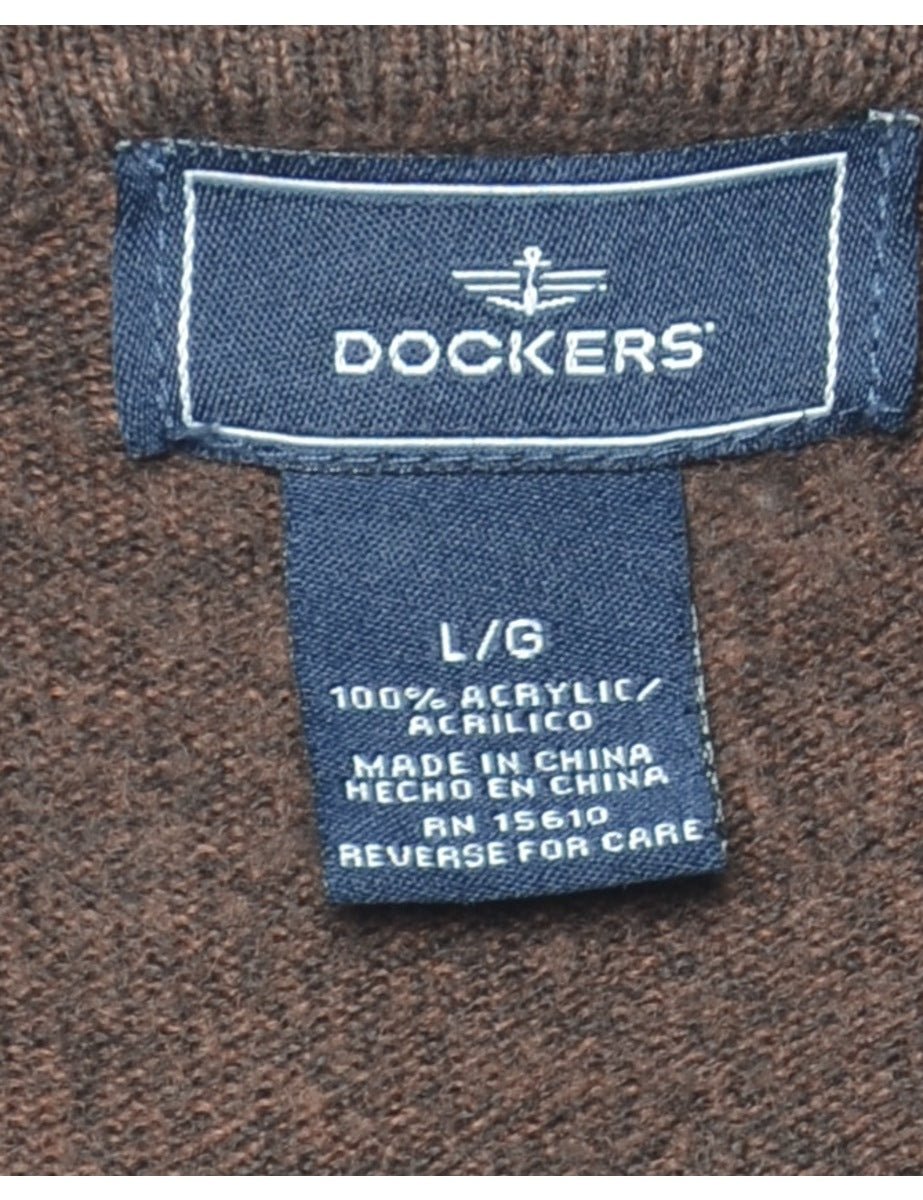 DOCKERS
L/G
100% ACRYLIC/
ACRILICO
MADE IN CHINA
HECHO EN CHINA
RN 15610
REVERSE FOR CARE